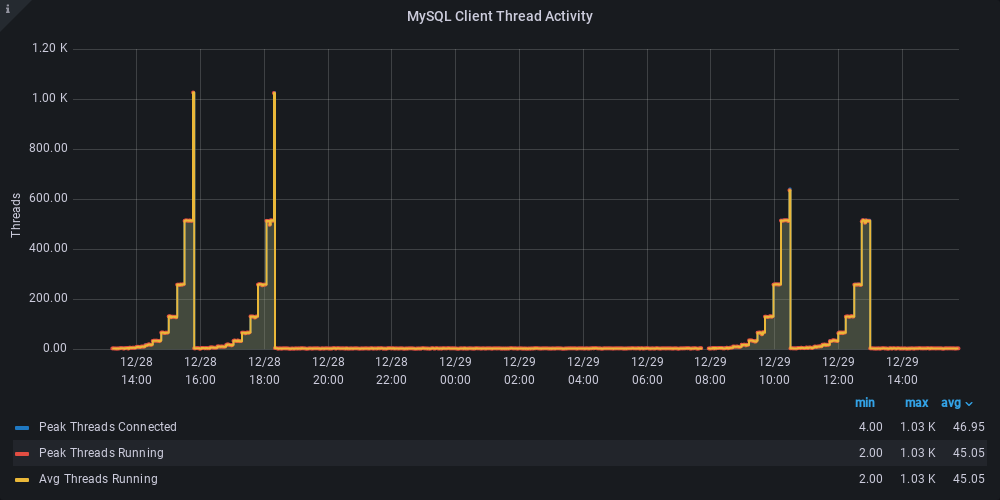 i
MySQL Client Thread Activity
1.20 K
1.00 K
800.00
600.00
400.00
200.00
0.00
Threads
12/28 12/28 12/28 12/28 12/28 12/29 12/29 12/29 12/29 12/29 12/29 12/29 12/29
14:00 16:00 18:00 20:00 22:00 00:00 02:00 04:00 06:00 08:00 10:00 12:00 14:00
min max avg
Peak Threads Connected 4.00 1.03 K 46.95
Peak Threads Running 2.00 1.03 K 45.05
Avg Threads Running 2.00 1.03 K 45.05